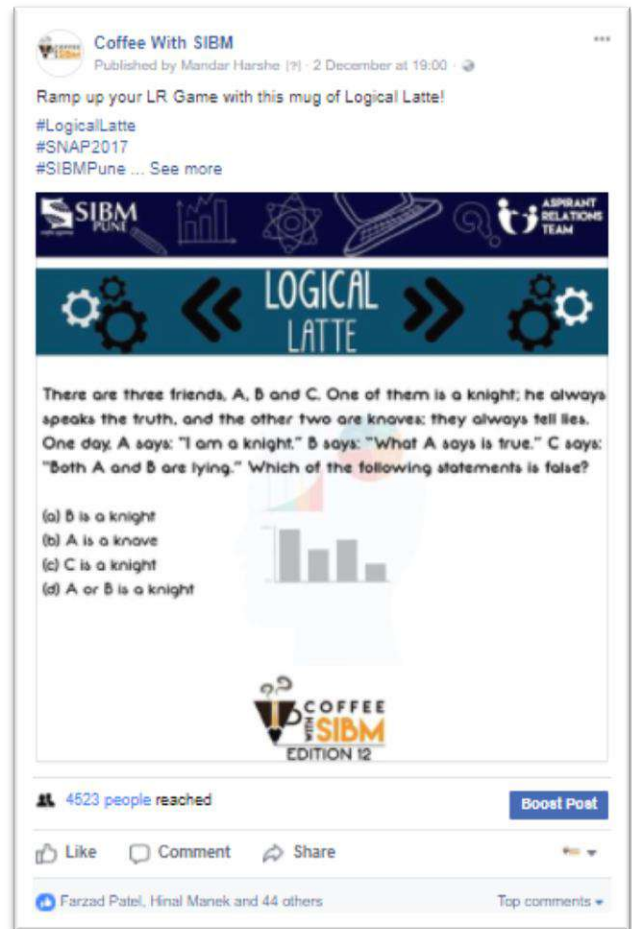 Coffee With SIBM
Published by Mandar Harshe [?] · 2 December at 19:00 ·
Ramp up your LR Game with this mug of Logical Latte!
#LogicalLatte
#SNAP2017
#SIBMPune ... See more
SIBM
PUNE
ASPIRANT
RELATIONS
TEAM
LOGICAL
LATTE
There are three friends, A, B and C. One of them is a knight; he always
speaks the truth, and the other two are knaves; they always tell lies.
One day, A says: "I am a knight." B says: "What A says is true." C says:
"Both A and B are lying." Which of the following statements is false?
(a) B is a knight
(b) A is a knave
(c) C is a knight
(d) A or B is a knight
COFFEE
WITH SIBM
EDITION 12
4523 people reached
Boost Post
Like Comment Share
Farzad Patel, Hinal Manek and 44 others
Top comments